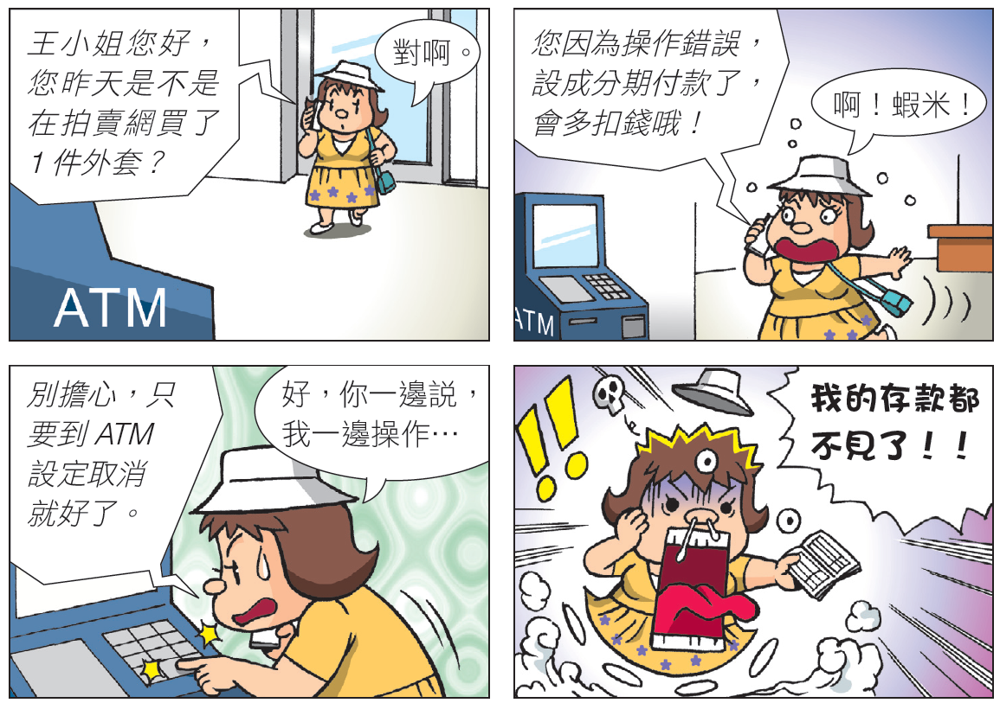 王小姐您好，
您昨天是不是
在拍賣網買了
1 件外套？
對啊。
ATM
您因為操作錯誤，
設成分期付款了，
會多扣錢哦！
啊！蝦米！
ATM
別擔心，只
要到 ATM
設定取消
就好了。
好，你一邊説，
我一邊操作…
!!
我的存款都
不見了！！